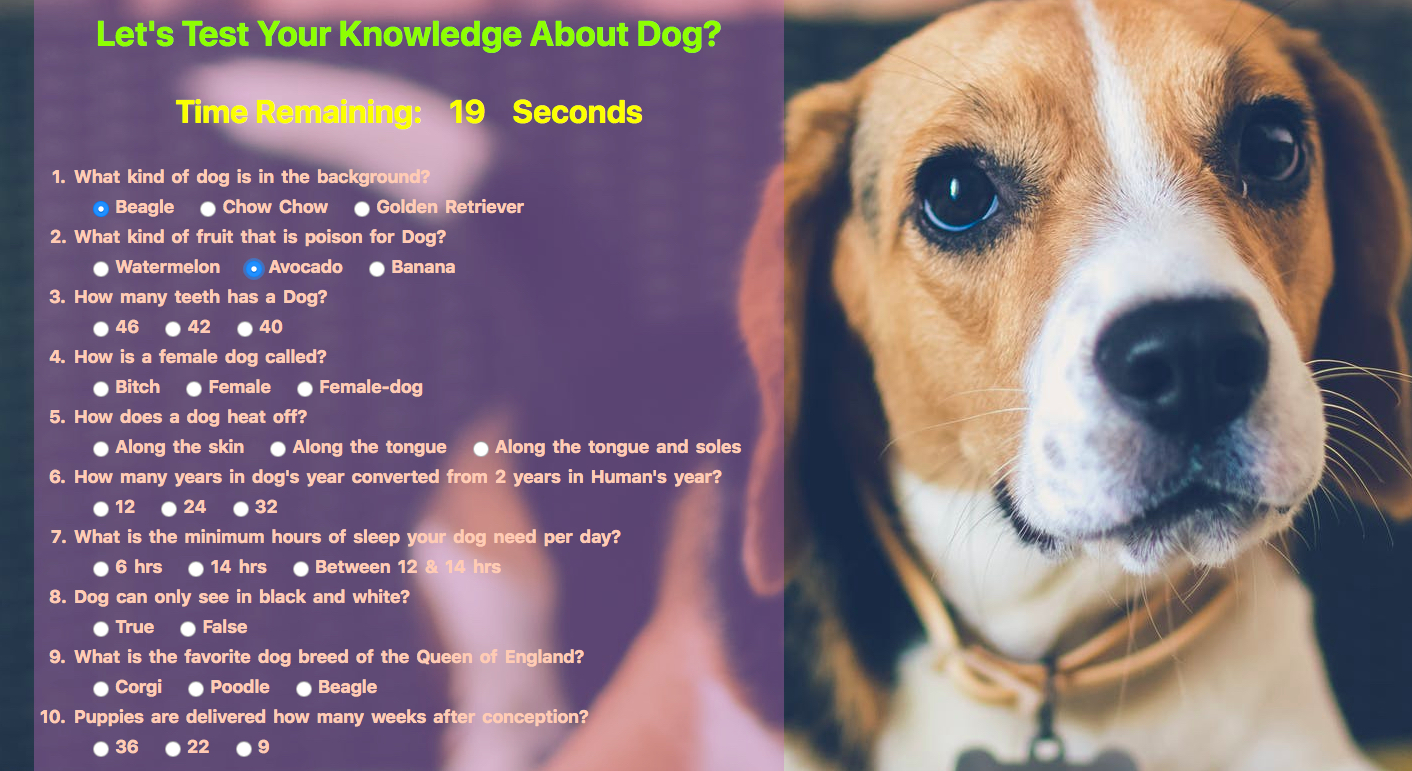 Let's Test Your Knowledge About Dog?
Time Remaining: 19 Seconds
1. What kind of dog is in the background?
Beagle Chow Chow Golden Retriever
2. What kind of fruit that is poison for Dog?
Watermelon Avocado Banana
3. How many teeth has a Dog?
46 42 40
4. How is a female dog called?
Bitch Female Female-dog
5. How does a dog heat off?
Along the skin Along the tongue Along the tongue and soles
6. How many years in dog's year converted from 2 years in Human's year?
12 24 32
7. What is the minimum hours of sleep your dog need per day?
6 hrs 14 hrs Between 12 & 14 hrs
8. Dog can only see in black and white?
True False
9. What is the favorite dog breed of the Queen of England?
Corgi Poodle Beagle
10. Puppies are delivered how many weeks after conception?
36 22 9